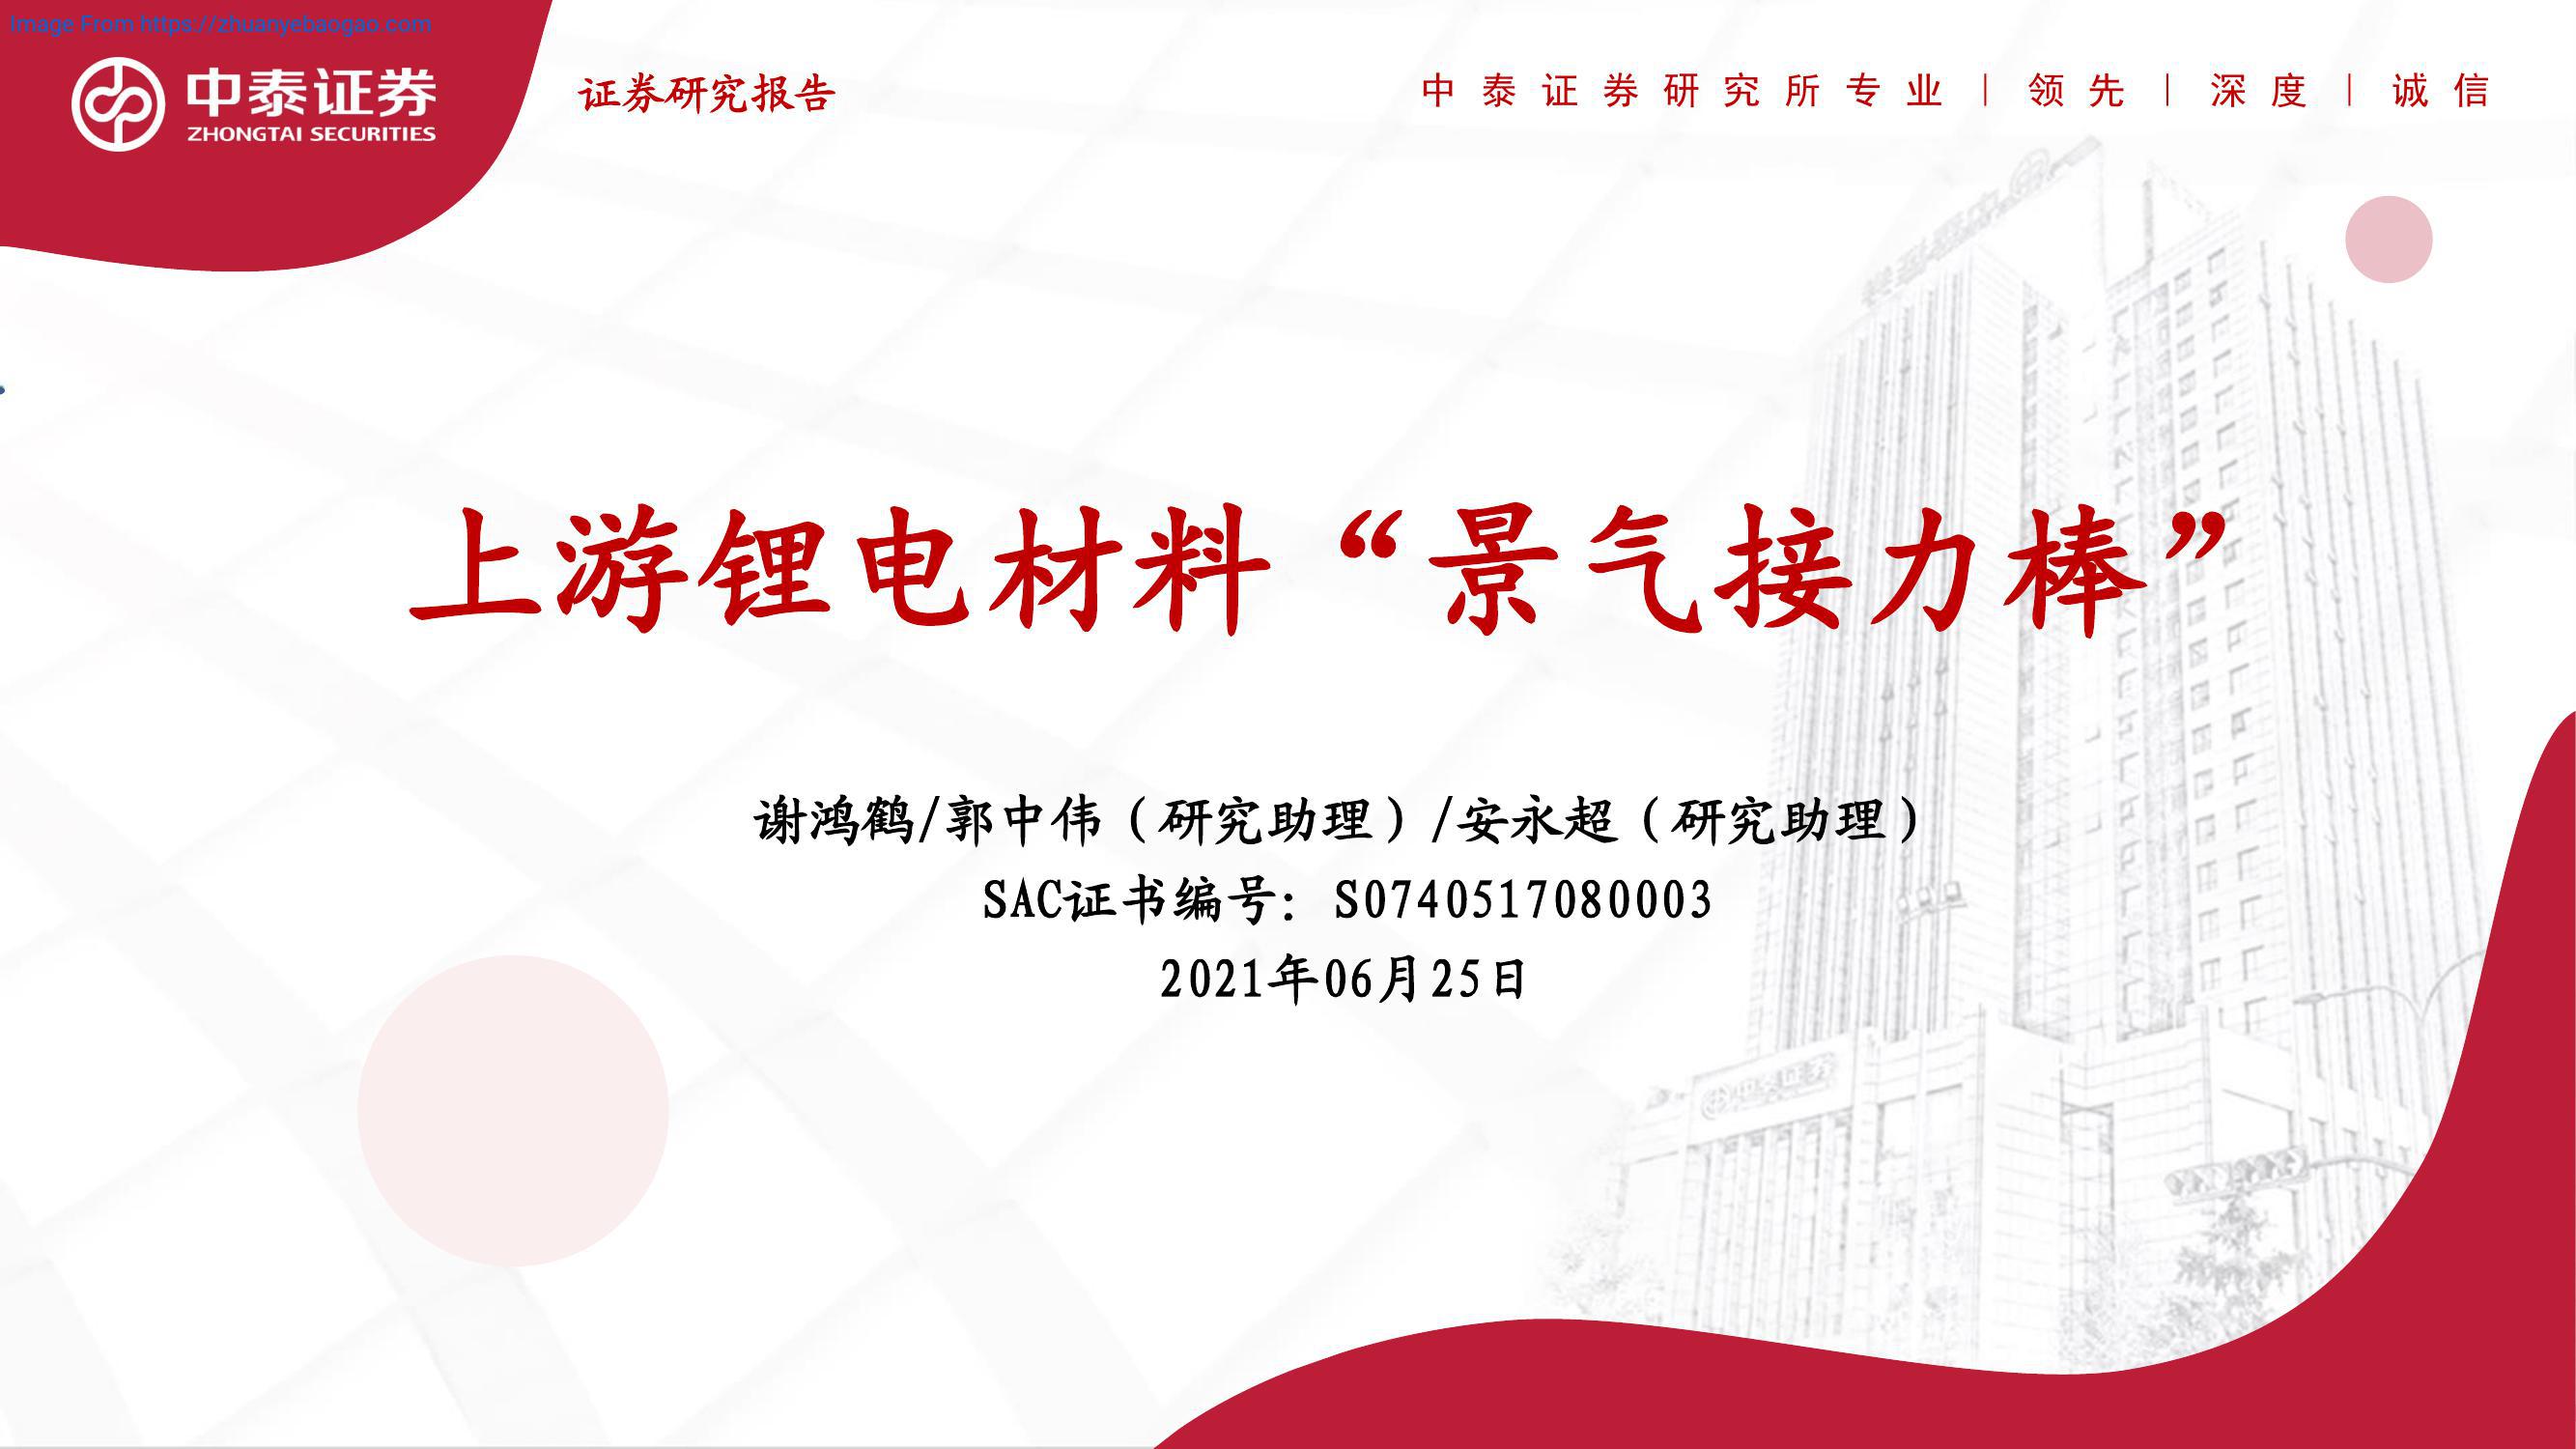 Image From https://zhuanyebaogao.com
中泰证券
ZHONGTAI SECURITIES
证券研究报告
中泰证券研究所专业｜领先｜深度｜诚信
上游锂电材料“景气接力棒”
谢鸿鹤/郭中伟（研究助理）/安永超（研究助理）
SAC证书编号：S0740517080003
2021年06月25日
中泰证券